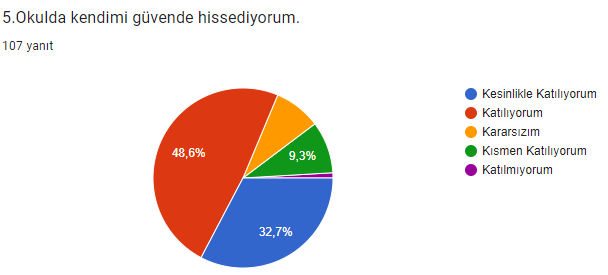 5.Okulda kendimi güvende hissediyorum.
107 yanıt
Kesinlikle Katılıyorum
Katılıyorum
Kararsızım
Kısmen Katılıyorum
Katılmıyorum
48,6%
9,3%
32,7%